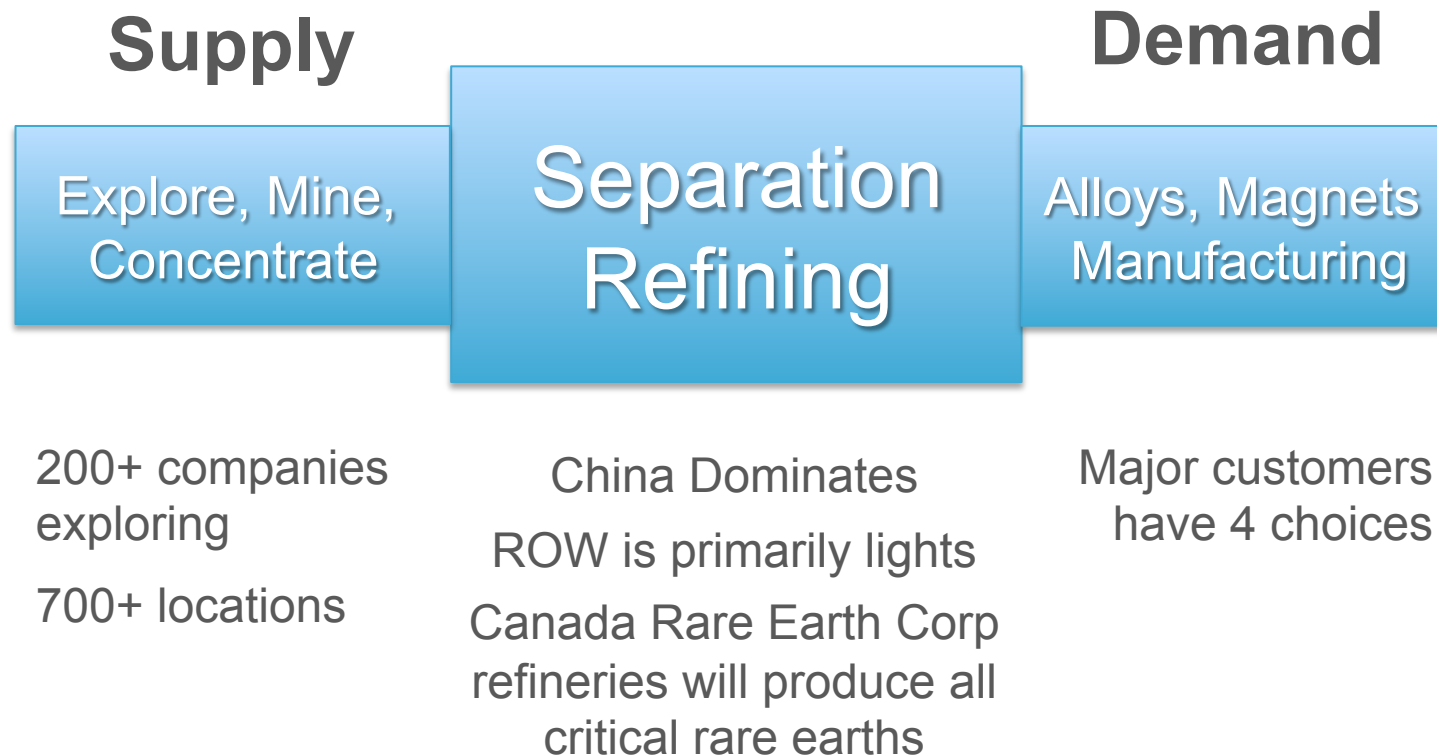 Supply
Demand
Explore, Mine,
Concentrate
Separation
Refining
Alloys, Magnets
Manufacturing
200+ companies
exploring
700+ locations
China Dominates
ROW is primarily lights
Canada Rare Earth Corp
refineries will produce all
critical rare earths
Major customers
have 4 choices